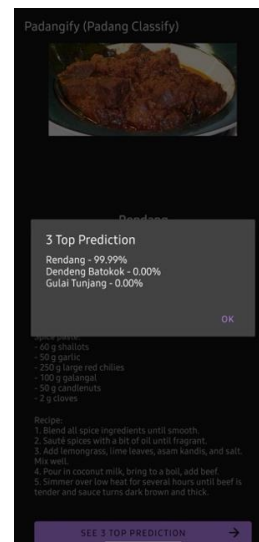 Padangify (Padang Classify)
Rendang
3 Top Prediction
Rendang - 99.99%
Dendeng Batokok - 0.00%
Gulai Tunjang - 0.00%
OK
Spice paste:
- 60 g shallots
- 50 g garlic
- 250 g large red chilies
- 100 g galangal
- 50 g candlenuts
- 2 g cloves
Recipe:
1. Blend all spice ingredients until smooth.
2. Sauté spices with a bit of oil until fragrant.
3. Add lemongrass, lime leaves, asam kandis, and salt.
Mix well.
4. Pour in coconut milk, bring to a boil, add beef.
5. Simmer over low heat for several hours until beef is
tender and sauce turns dark brown and thick.
SEE 3 TOP PREDICTION